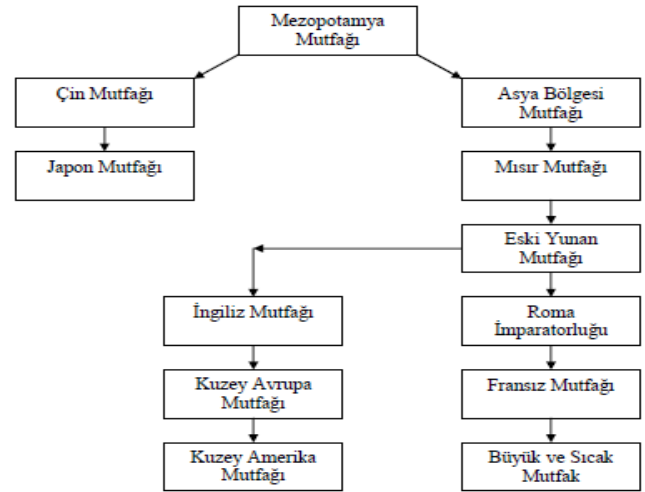 Mezopotamya
Mutfağı
Çin Mutfağı
Asya Bölgesi
Mutfağı
Japon Mutfağı
Mısır Mutfağı
Eski Yunan
Mutfağı
İngiliz Mutfağı
Roma
İmparatorluğu
Kuzey Avrupa
Mutfağı
Fransız Mutfağı
Kuzey Amerika
Mutfağı
Büyük ve Sıcak
Mutfak